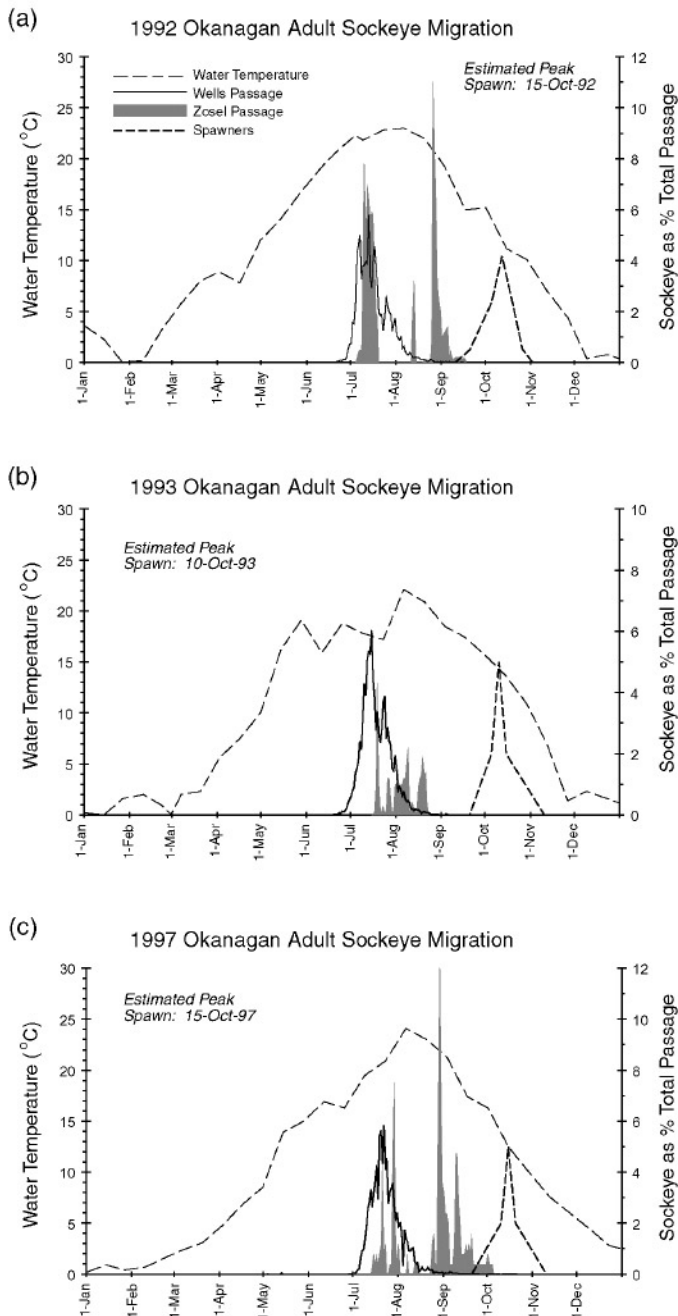 (a)
1992 Okanagan Adult Sockeye Migration
Water Temperature
Wells Passage
Zosel Passage
Spawners
Estimated Peak
Spawn: 15-Oct-92
Water Temperature (°C)
30
25
20
15
10
5
0
Sockeye as % Total Passage
12
10
8
6
4
2
0
1-Jan
1-Feb
1-Mar
1-Apr
1-May
1-Jun
1-Jul
1-Aug
1-Sep
1-Oct
1-Nov
1-Dec
(b)
1993 Okanagan Adult Sockeye Migration
Estimated Peak
Spawn: 10-Oct-93
Water Temperature (°C)
30
25
20
15
10
5
0
Sockeye as % Total Passage
10
8
6
4
2
0
1-Jan
1-Feb
1-Mar
1-Apr
1-May
1-Jun
1-Jul
1-Aug
1-Sep
1-Oct
1-Nov
1-Dec
(c)
1997 Okanagan Adult Sockeye Migration
Estimated Peak
Spawn: 15-Oct-97
Water Temperature (°C)
30
25
20
15
10
5
0
Sockeye as % Total Passage
12
10
8
6
4
2
0
1-Jan
1-Feb
1-Mar
1-Apr
1-May
1-Jun
1-Jul
1-Aug
1-Sep
1-Oct
1-Nov
1-Dec